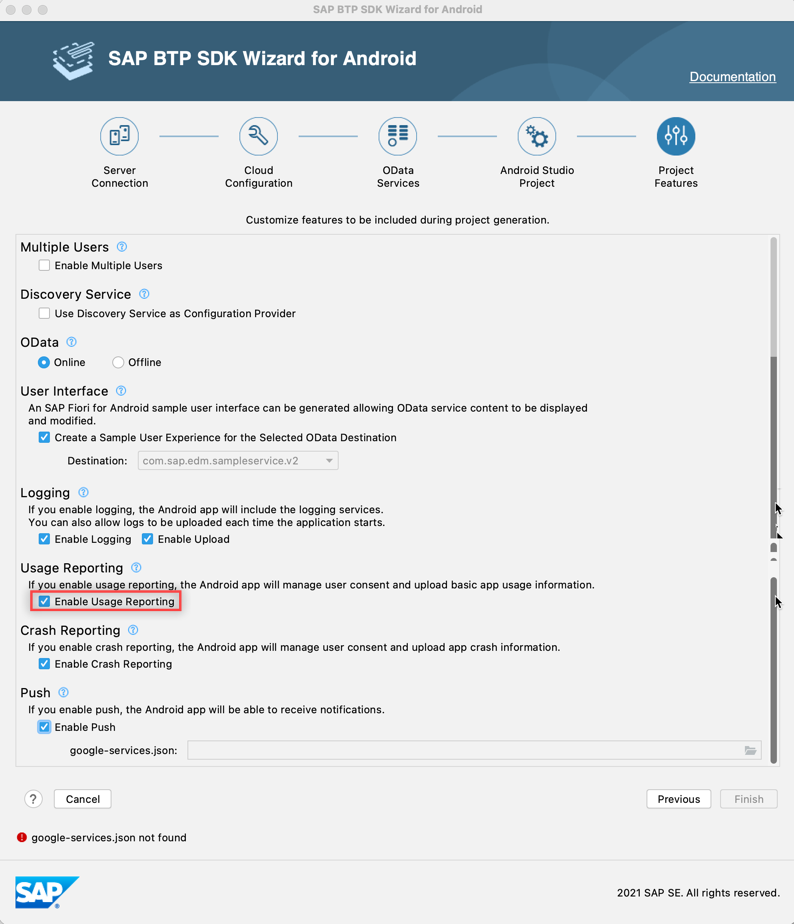 SAP BTP SDK Wizard for Android
SAP BTP SDK Wizard for Android
Documentation
Server
Connection
Cloud
Configuration
OData
Services
Android Studio
Project
Project
Features
Customize features to be included during project generation.
Multiple Users ?
Enable Multiple Users
Discovery Service ?
Use Discovery Service as Configuration Provider
OData ?
Online Offline
User Interface ?
An SAP Fiori for Android sample user interface can be generated allowing OData service content to be displayed
and modified.
Create a Sample User Experience for the Selected OData Destination
Destination: com.sap.edm.sampleservice.v2
Logging ?
If you enable logging, the Android app will include the logging services.
You can also allow logs to be uploaded each time the application starts.
Enable Logging Enable Upload
Usage Reporting ?
If you enable usage reporting, the Android app will manage user consent and upload basic app usage information.
Enable Usage Reporting
Crash Reporting ?
If you enable crash reporting, the Android app will manage user consent and upload app crash information.
Enable Crash Reporting
Push ?
If you enable push, the Android app will be able to receive notifications.
Enable Push
google-services.json:
? Cancel Previous Finish
! google-services.json not found
SAP ®
2021 SAP SE. All rights reserved.